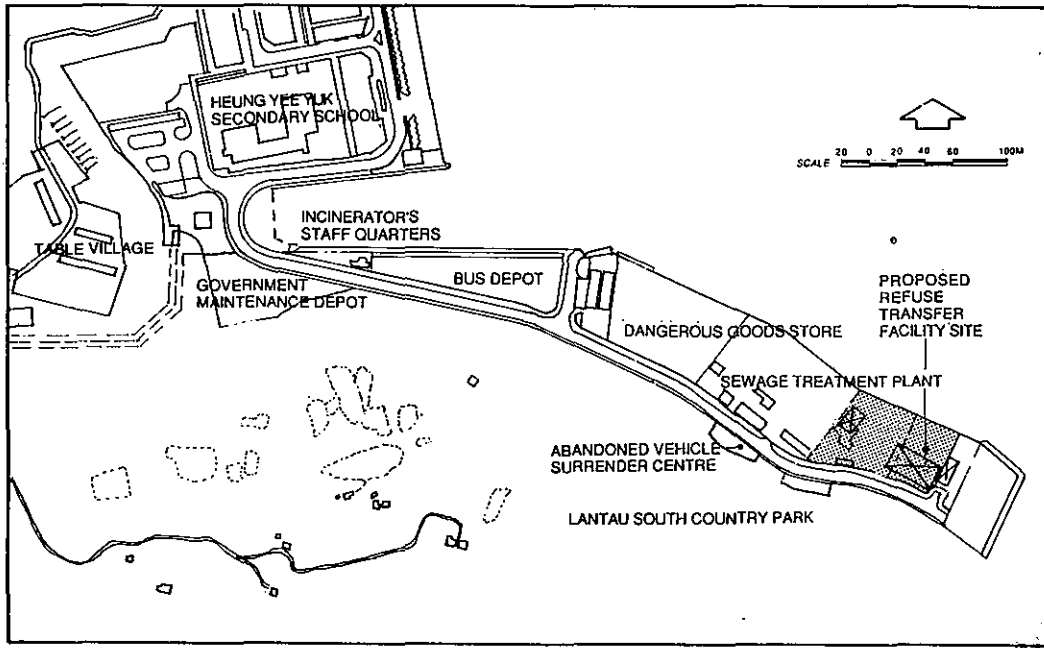 HEUNG YEE YUK
SECONDARY SCHOOL
SCALE 20 0 20 40 60 100M
INCINERATOR'S
STAFF QUARTERS
TABLE VILLAGE
GOVERNMENT
MAINTENANCE DEPOT
BUS DEPOT
PROPOSED
REFUSE
TRANSFER
FACILITY SITE
DANGEROUS GOODS STORE
SEWAGE TREATMENT PLANT
ABANDONED VEHICLE
SURRENDER CENTRE
LANTAU SOUTH COUNTRY PARK